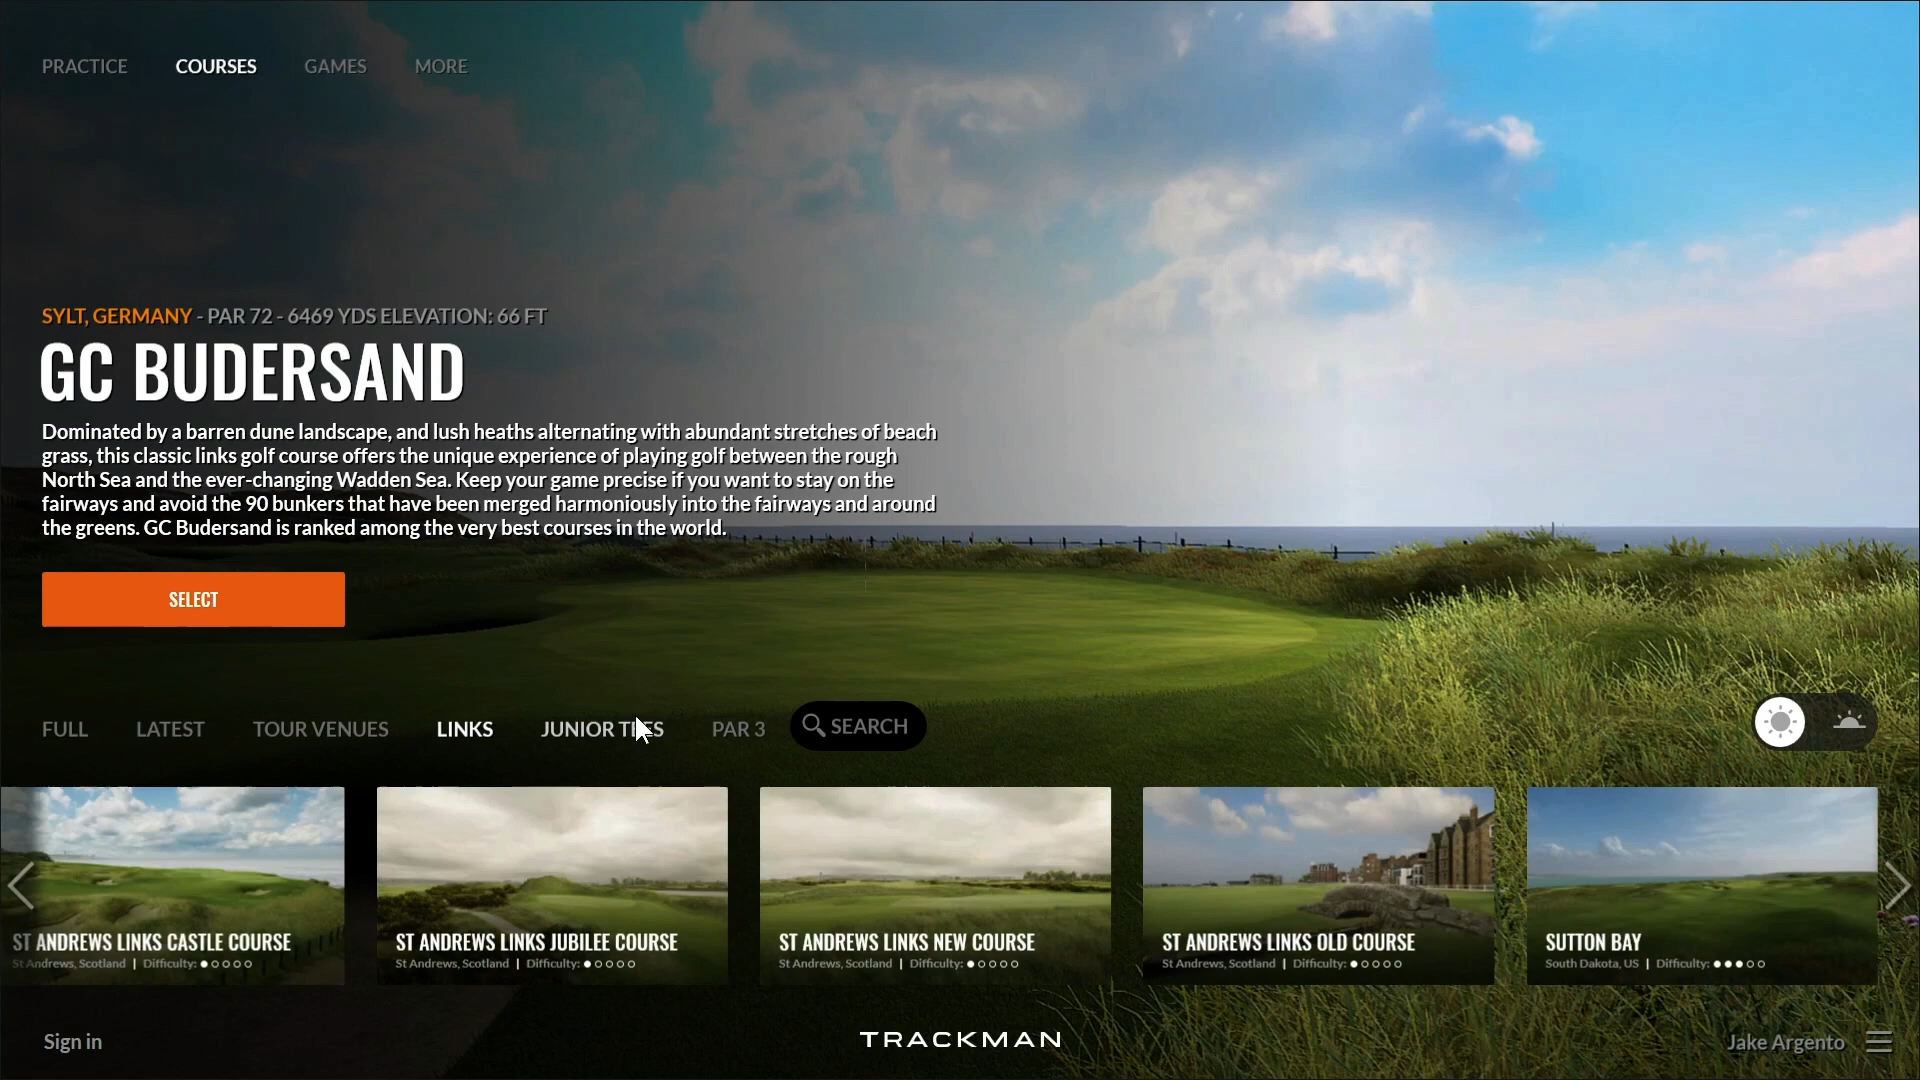 PRACTICE COURSES GAMES MORE
SYLT, GERMANY - PAR 72 - 6469 YDS ELEVATION: 66 FT
GC BUDERSAND
Dominated by a barren dune landscape, and lush heaths alternating with abundant stretches of beach
grass, this classic links golf course offers the unique experience of playing golf between the rough
North Sea and the ever-changing Wadden Sea. Keep your game precise if you want to stay on the
fairways and avoid the 90 bunkers that have been merged harmoniously into the fairways and around
the greens. GC Budersand is ranked among the very best courses in the world.
SELECT
FULL LATEST TOUR VENUES LINKS JUNIOR TEES PAR 3 SEARCH
ST ANDREWS LINKS CASTLE COURSE
St Andrews, Scotland | Difficulty:
ST ANDREWS LINKS JUBILEE COURSE
St Andrews, Scotland | Difficulty:
ST ANDREWS LINKS NEW COURSE
St Andrews, Scotland | Difficulty:
ST ANDREWS LINKS OLD COURSE
St Andrews, Scotland | Difficulty:
SUTTON BAY
South Dakota, US | Difficulty:
Sign in
TRACKMAN
Jake Argento